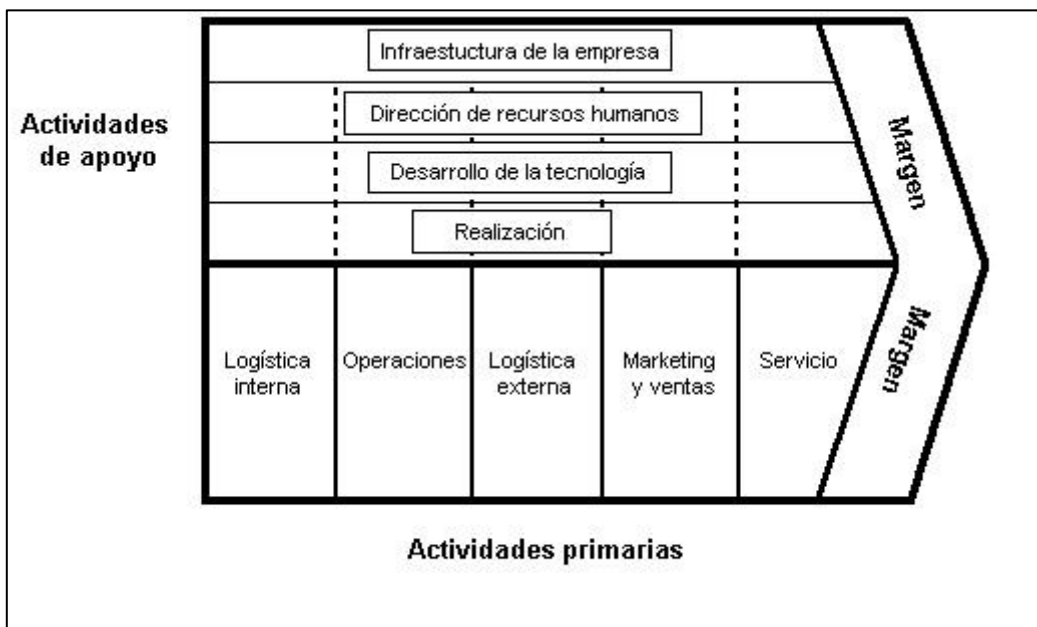 Infraestuctura de la empresa
Dirección de recursos humanos
Desarrollo de la tecnología
Realización
Actividades
de apoyo
Margen
Margen
Logística
interna
Operaciones
Logística
externa
Marketing
y ventas
Servicio
Actividades primarias